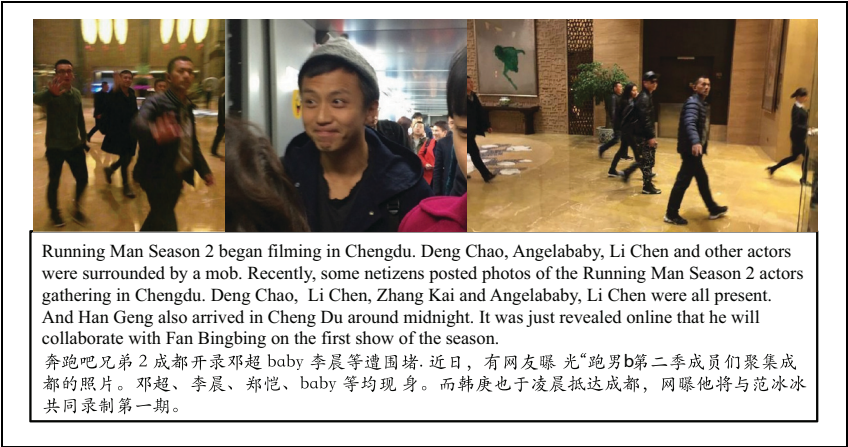 Running Man Season 2 began filming in Chengdu. Deng Chao, Angelababy, Li Chen and other actors
were surrounded by a mob. Recently, some netizens posted photos of the Running Man Season 2 actors
gathering in Chengdu. Deng Chao,  Li Chen, Zhang Kai and Angelababy, Li Chen were all present.
And Han Geng also arrived in Cheng Du around midnight. It was just revealed online that he will
collaborate with Fan Bingbing on the first show of the season.
奔跑吧兄弟 2 成都开录邓超 baby 李晨等遭围堵. 近日，有网友曝 光“跑男b第二季成员们聚集成
都的照片。邓超、李晨、郑恺、baby 等均现 身。而韩庚也于凌晨抵达成都，网曝他将与范冰冰
共同录制第一期。